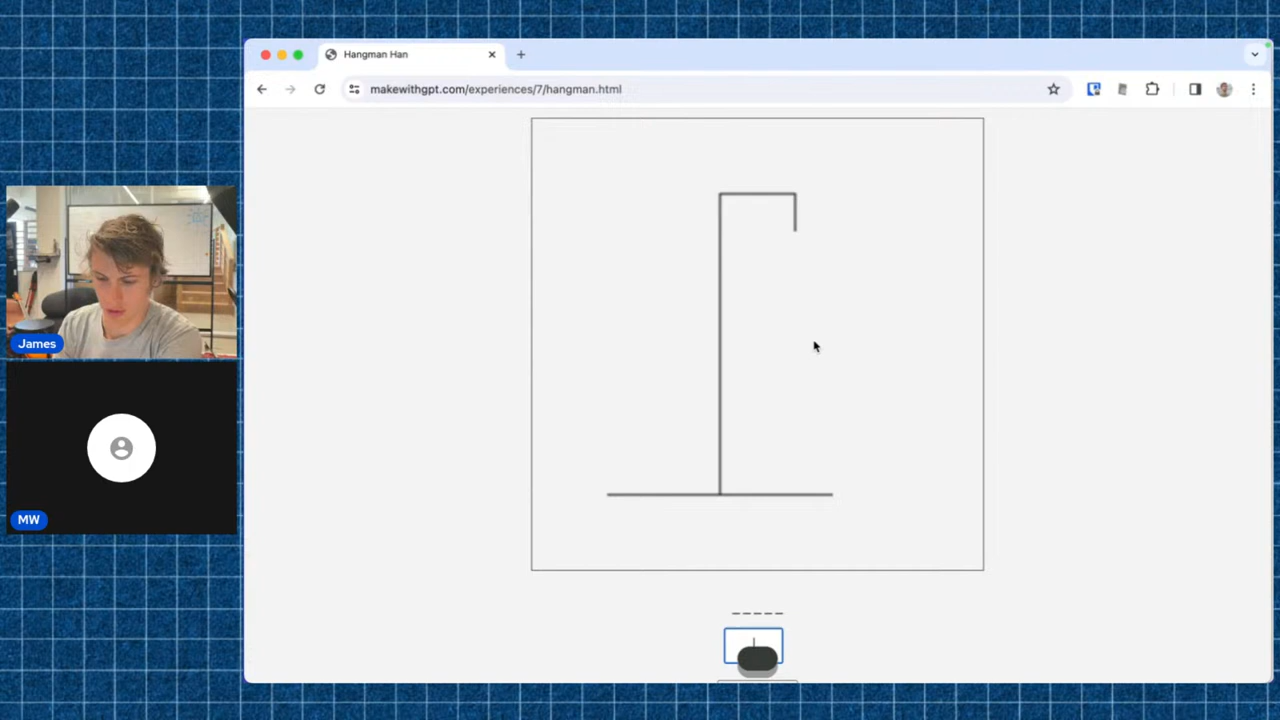 Hangman Han
makewithgpt.com/experiences/7/hangman.html
James
MW
_ _ _ _ _